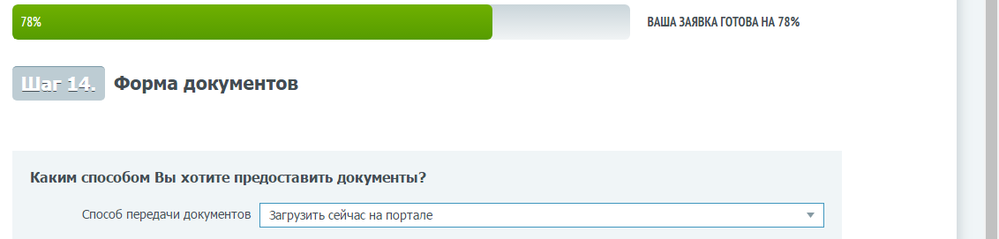 78%
ВАША ЗАЯВКА ГОТОВА НА 78%
Шаг 14. Форма документов
Каким способом Вы хотите предоставить документы?
Способ передачи документов Загрузить сейчас на портале